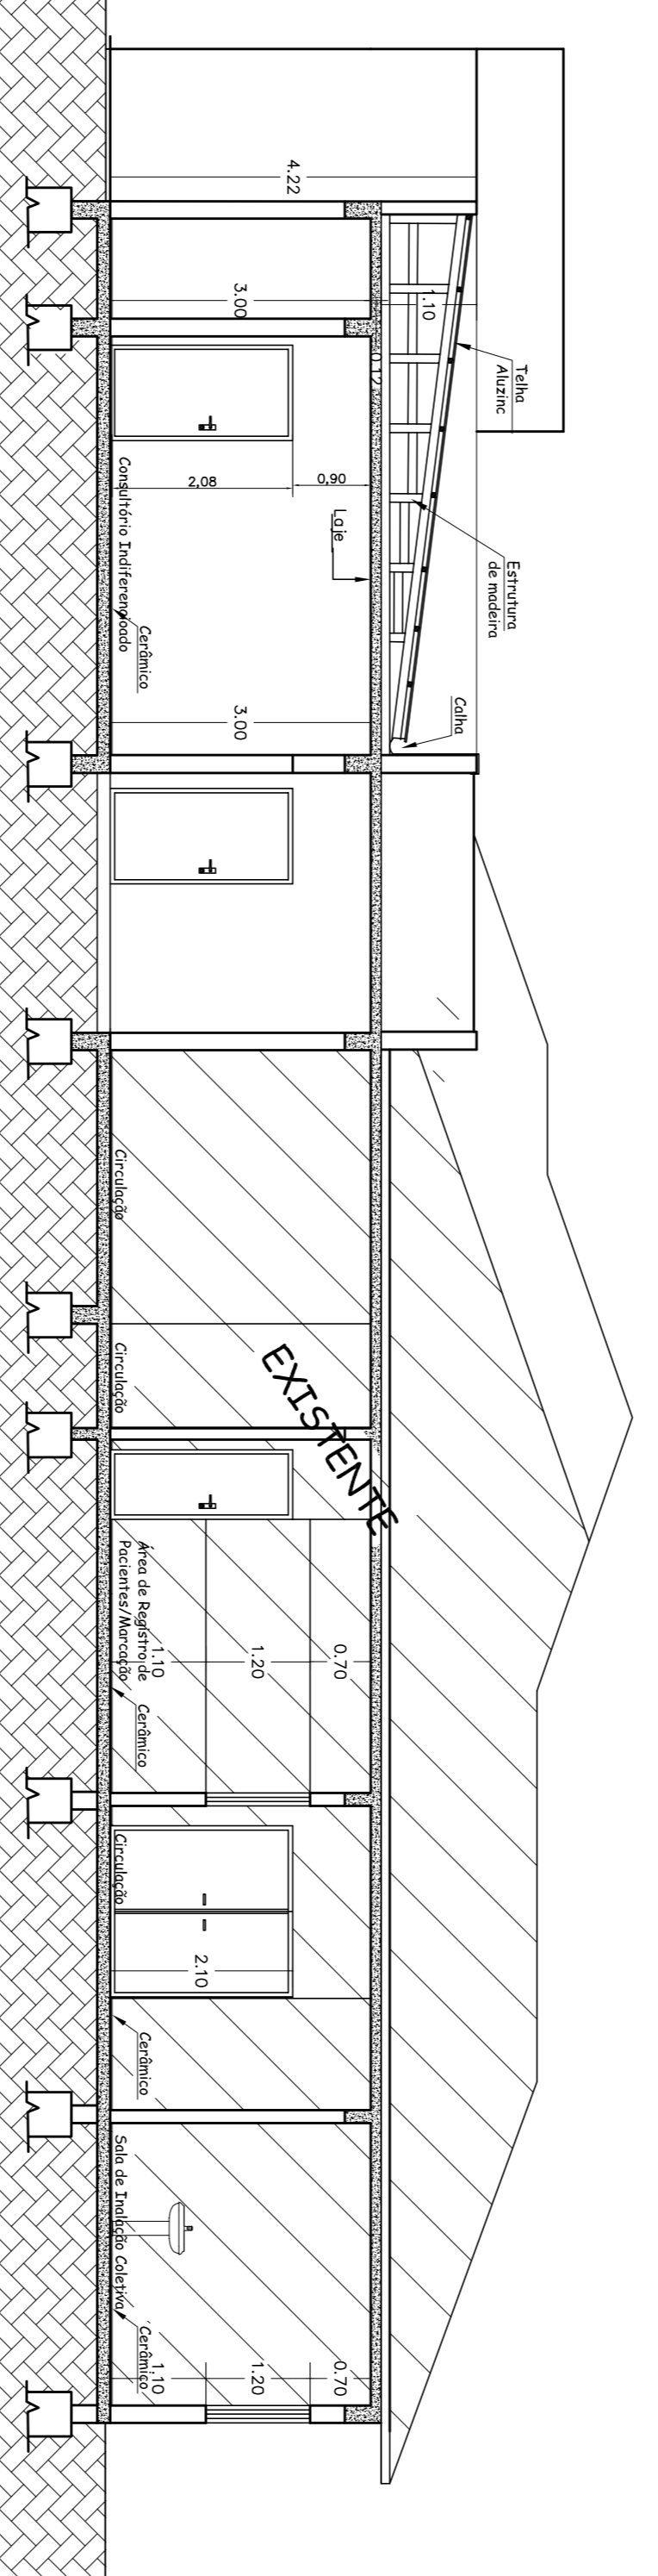 4.22
3.00
1.10
0.12
Telha
Aluzinc
2,08
0,90
Laje
Estrutura
de madeira
Consultório Indiferenciado
Cerâmico
3.00
Calha
Circulação
Circulação
EXISTENTE
Área de Registro de
Pacientes/Marcação
1.10
1.20
0.70
Cerâmico
Circulação
2.10
Cerâmico
Sala de Inalação Coletiva
Cerâmico
1.10
1.20
0.70